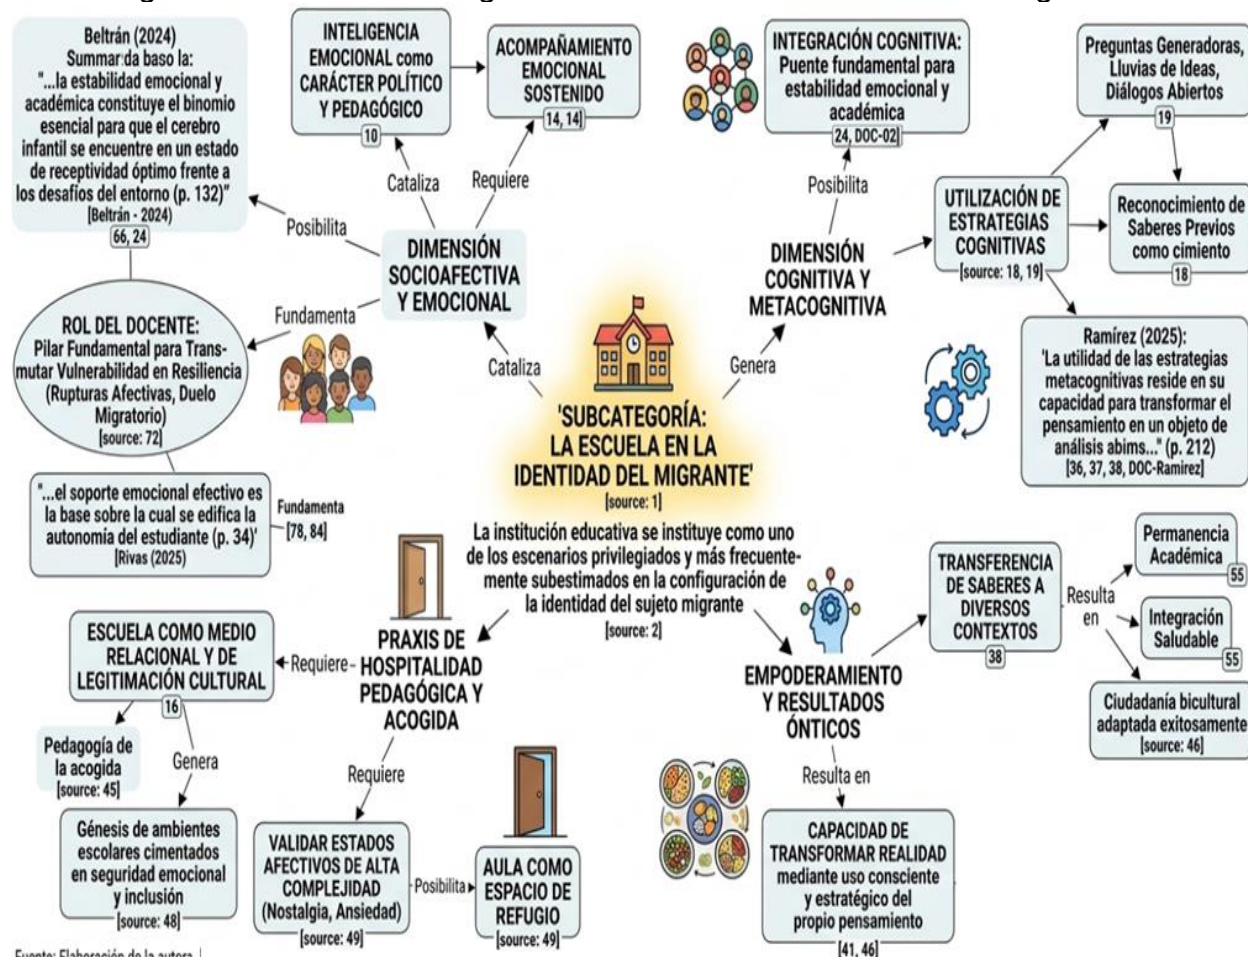 Beltrán (2024)
Summar da baso la:
"...la estabilidad emocional y
académica constituye el binomio
esencial para que el cerebro
infantil se encuentre en un estado
de receptividad óptimo frente a
los desafíos del entorno (p. 132)"
[Beltrán - 2024)
66, 24
INTELIGENCIA
EMOCIONAL como
CARÁCTER POLÍTICO
Y PEDAGÓGICO
10
ACOMPAÑAMIENTO
EMOCIONAL
SOSTENIDO
14, 14]
Cataliza
Requiere
Posibilita
DIMENSIÓN
SOCIOAFECTIVA
Y EMOCIONAL
Fundamenta
ROL DEL DOCENTE:
Pilar Fundamental para Trans-
mutar Vulnerabilidad en Resiliencia
(Rupturas Afectivas, Duelo
Migratorio)
[source: 72]
"...el soporte emocional efectivo es
la base sobre la cual se edifica la
autonomía del estudiante (p. 34)'
[Rivas (2025)
Fundamenta
[78, 84]
INTEGRACIÓN COGNITIVA:
Puente fundamental para
estabilidad emocional y
académica
24, DOC-02]
Posibilita
DIMENSIÓN
COGNITIVA Y
METACOGNITIVA
UTILIZACIÓN DE
ESTRATEGIAS
COGNITIVAS
[source: 18, 19]
Preguntas Generadoras,
Lluvias de Ideas,
Diálogos Abiertos
19
Reconocimiento de
Saberes Previos
como cimiento
18
Ramírez (2025):
'La utilidad de las estrategias
metacognitivas reside en su
capacidad para transformar el
pensamiento en un objeto de
análisis abims..." (p. 212)
[36, 37, 38, DOC-Ramirez]
Cataliza
Genera
'SUBCATEGORÍA:
LA ESCUELA EN LA
IDENTIDAD DEL MIGRANTE'
[source: 1]
La institución educativa se instituye como uno
de los escenarios privilegiados y más frecuente-
mente subestimados en la configuración de
la identidad del sujeto migrante
[source: 2]
PRAXIS DE
HOSPITALIDAD
PEDAGÓGICA Y
ACOGIDA
Requiere
ESCUELA COMO MEDIO
RELACIONAL Y DE
LEGITIMACIÓN CULTURAL
16
Pedagogía de
la acogida
[source: 45]
Genera
Génesis de ambientes
escolares cimentados
en seguridad emocional
y inclusión
[source: 48]
Requiere
VALIDAR ESTADOS
AFECTIVOS DE ALTA
COMPLEJIDAD
(Nostalgia, Ansiedad)
[source: 49]
Posibilita
AULA COMO
ESPACIO DE
REFUGIO
[source: 49]
EMPODERAMIENTO
Y RESULTADOS
ÓNTICOS
TRANSFERENCIA
DE SABERES A
DIVERSOS
CONTEXTOS
38
Resulta
en
Permanencia
Académica
55
Integración
Saludable
55
Ciudadanía bicultural
adaptada exitosamente
[source: 46]
Resulta en
CAPACIDAD DE
TRANSFORMAR REALIDAD
mediante uso consciente
y estratégico del
propio pensamiento
[41, 46]
Fuente: Elaboración de la autora